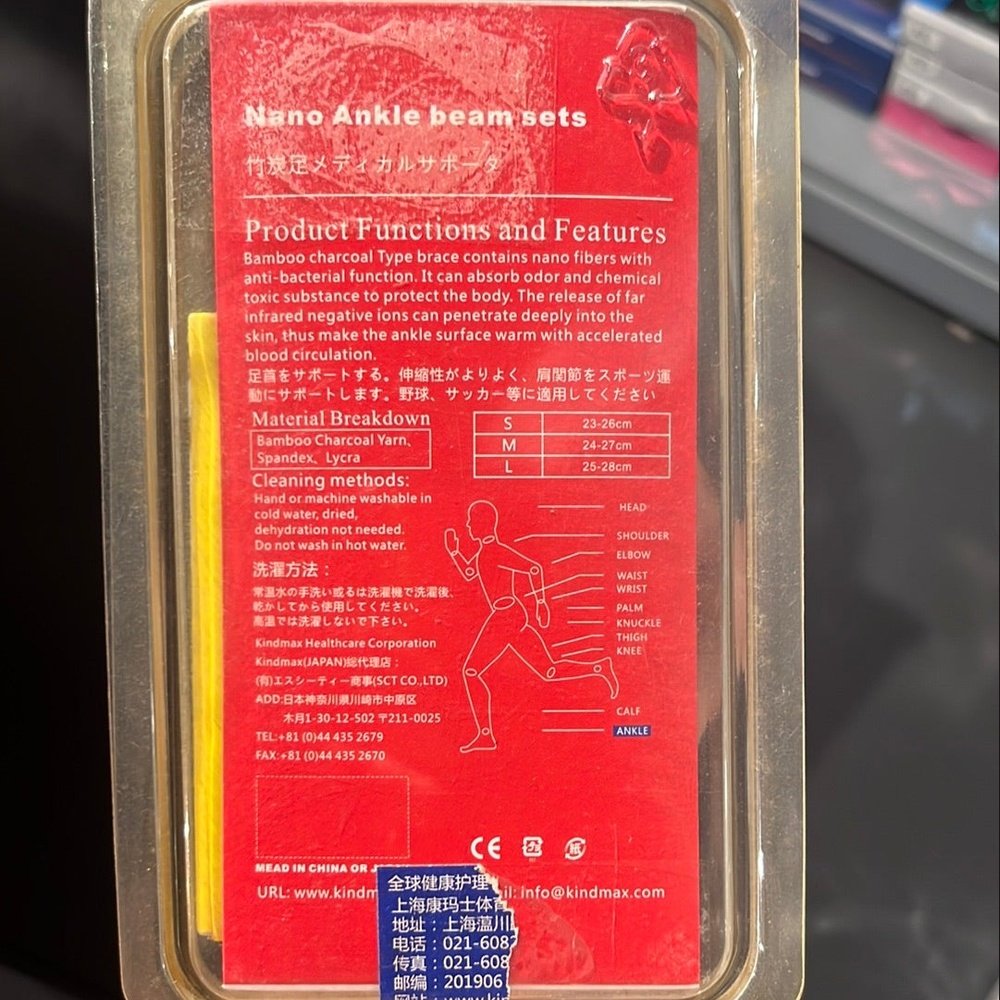 Nano Ankle beam sets
竹炭足メディカルサポータ
Product Functions and Features
Bamboo charcoal Type brace contains nano fibers with
anti-bacterial function. It can absorb odor and chemical
toxic substance to protect the body. The release of far
infrared negative ions can penetrate deeply into the
skin, thus make the ankle surface warm with accelerated
blood circulation.
足首をサポートする。伸縮性がよりよく、肩関節をスポーツ運
動にサポートします。野球、サッカー等に適用してください
Material Breakdown
Bamboo Charcoal Yarn、
Spandex、Lycra
S 23-26cm
M 24-27cm
L 25-28cm
Cleaning methods:
Hand or machine washable in
cold water, dried,
dehydration not needed.
Do not wash in hot water.
洗濯方法：
常温水の手洗い或るは洗濯機で洗濯後、
乾かしてから使用してください。
高温では洗濯しないで下さい。
HEAD
SHOULDER
ELBOW
WAIST
WRIST
PALM
KNUCKLE
THIGH
KNEE
CALF
ANKLE
Kindmax Healthcare Corporation
Kindmax(JAPAN)総代理店：
(有)エスシーティー商事(SCT CO.,LTD)
ADD:日本神奈川県川崎市中原区
木月1-30-12-502 〒211-0025
TEL:+81 (0)44 435 2679
FAX:+81 (0)44 435 2670
CE
MEAD IN CHINA OR
URL: www.kindm
il: info@kindmax.com
全球健康护理
上海康玛士体育
地址：上海蕰川
电话：021-6082
传真：021-608
邮编：201906